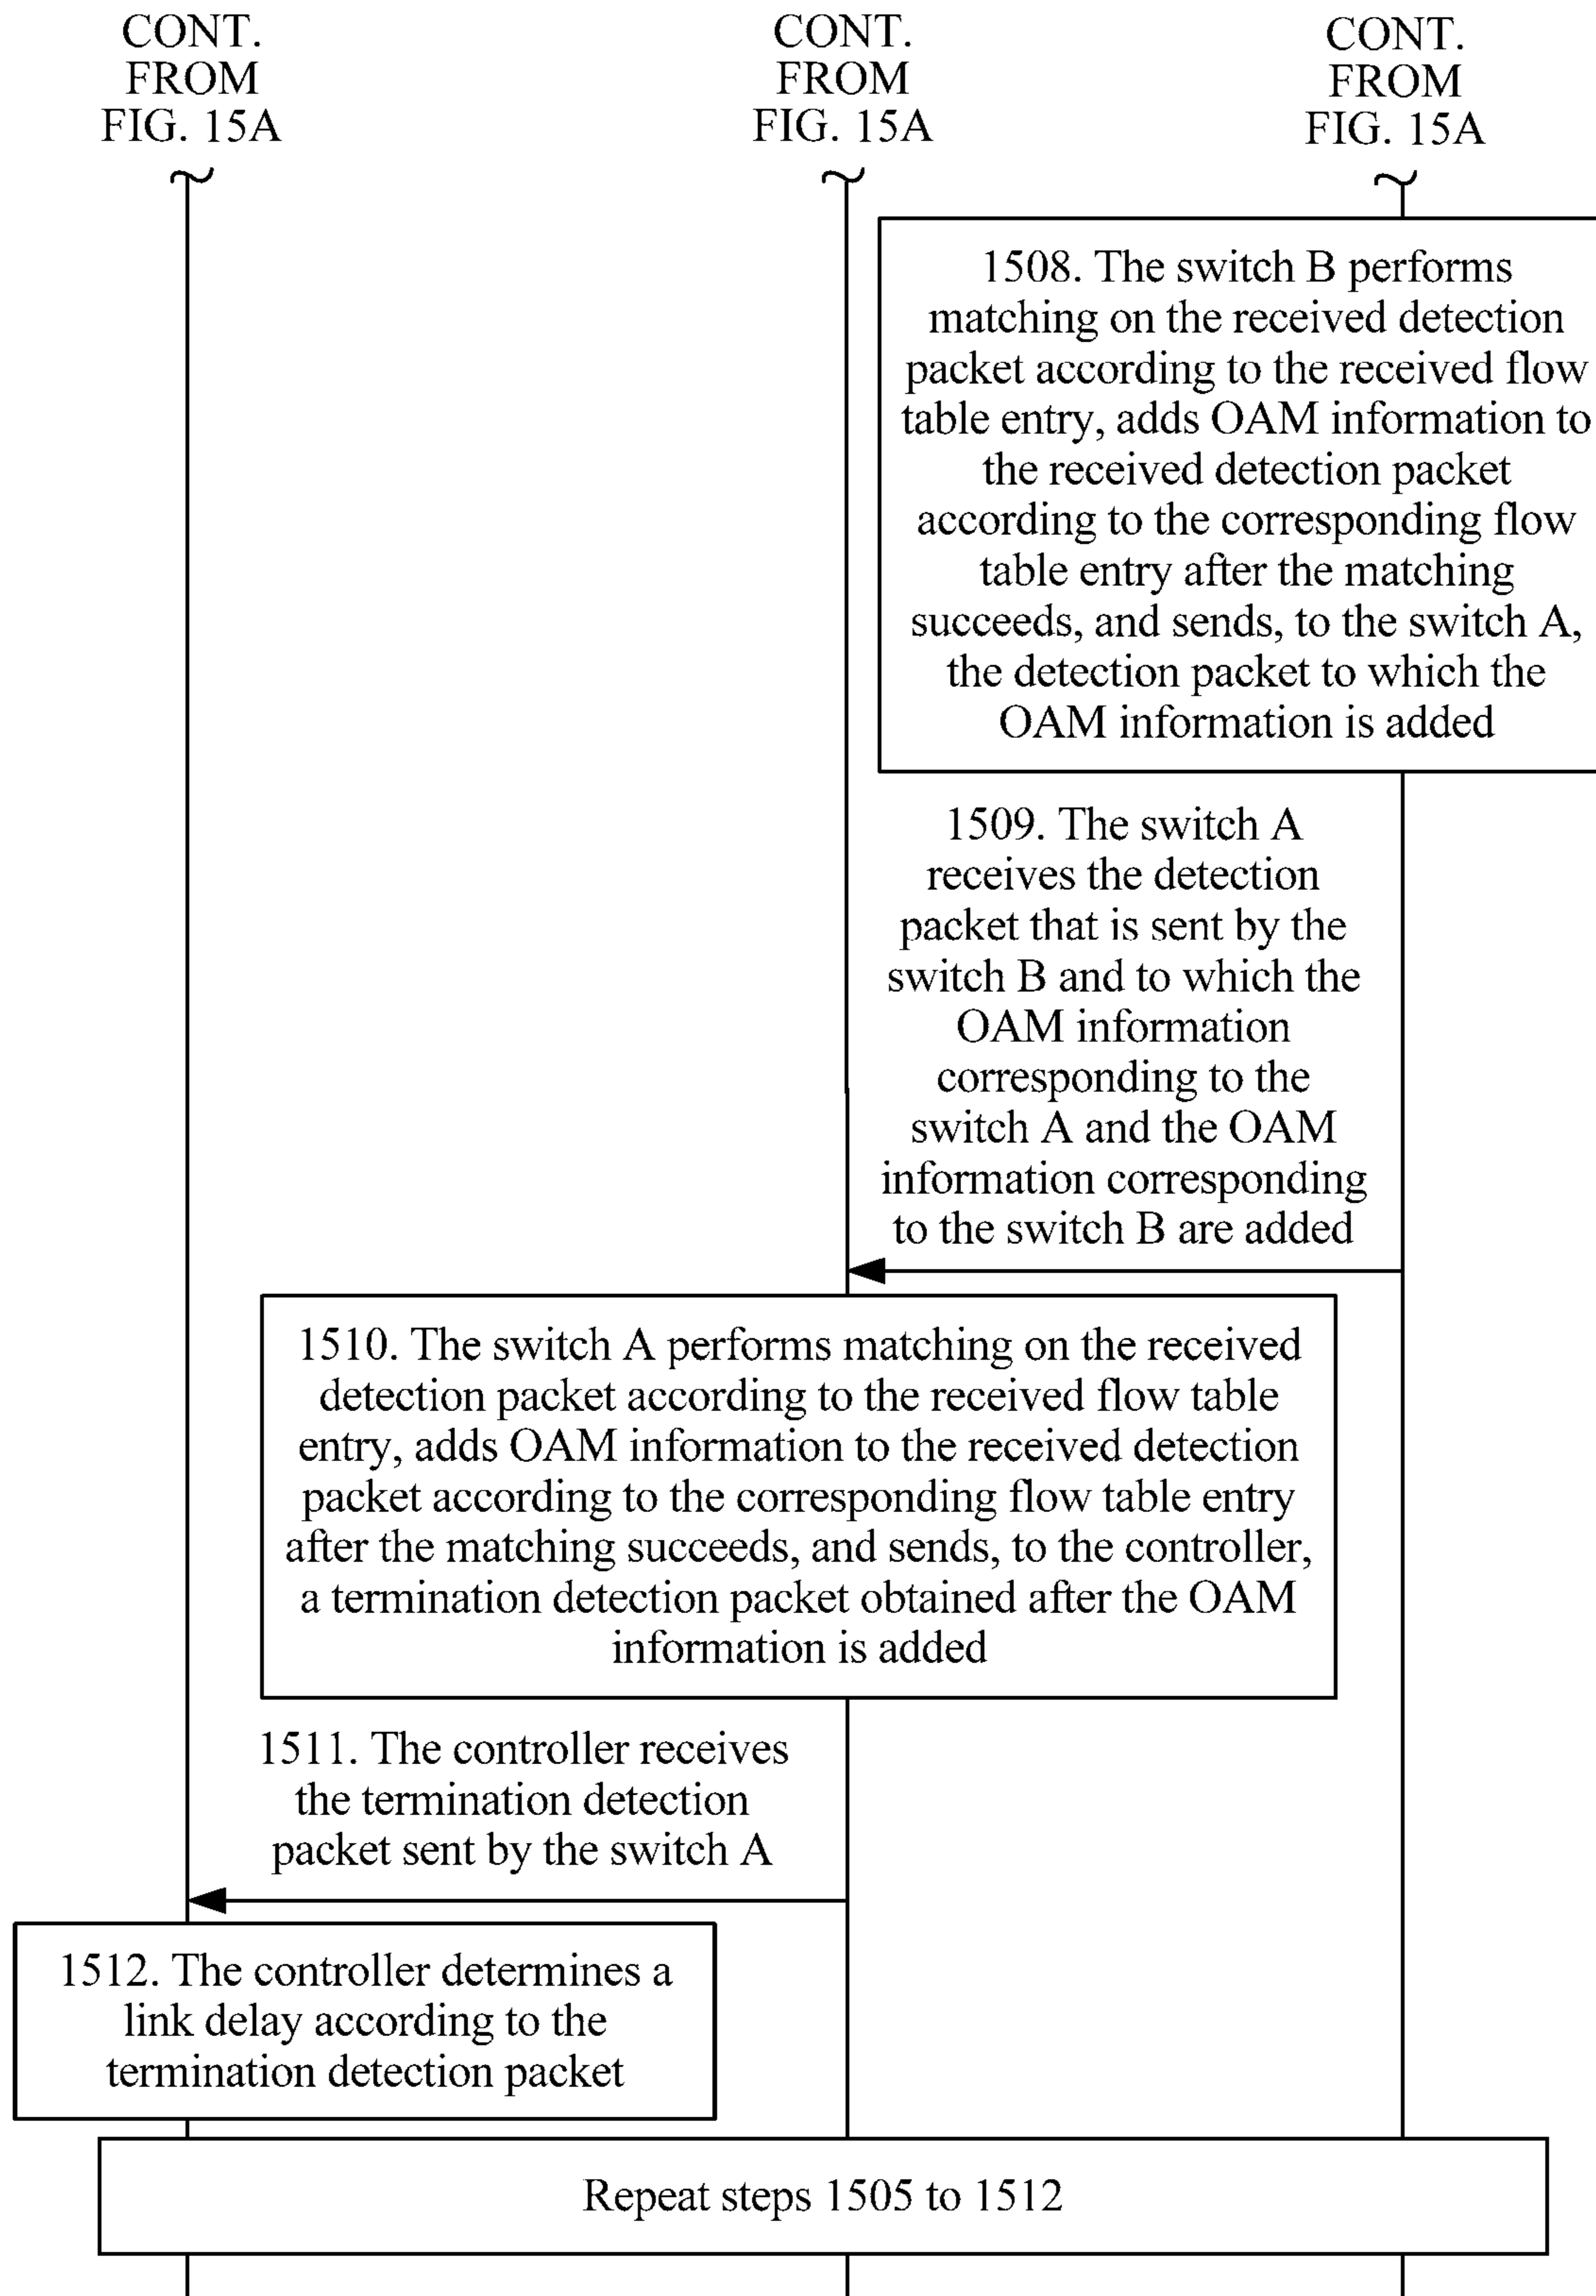 CONT.
FROM
FIG. 15A
CONT.
FROM
FIG. 15A
CONT.
FROM
FIG. 15A
1508. The switch B performs
matching on the received detection
packet according to the received flow
table entry, adds OAM information to
the received detection packet
according to the corresponding flow
table entry after the matching
succeeds, and sends, to the switch A,
the detection packet to which the
OAM information is added
1509. The switch A
receives the detection
packet that is sent by the
switch B and to which the
OAM information
corresponding to the
switch A and the OAM
information corresponding
to the switch B are added
1510. The switch A performs matching on the received
detection packet according to the received flow table
entry, adds OAM information to the received detection
packet according to the corresponding flow table entry
after the matching succeeds, and sends, to the controller,
a termination detection packet obtained after the OAM
information is added
1511. The controller receives
the termination detection
packet sent by the switch A
1512. The controller determines a
link delay according to the
termination detection packet
Repeat steps 1505 to 1512